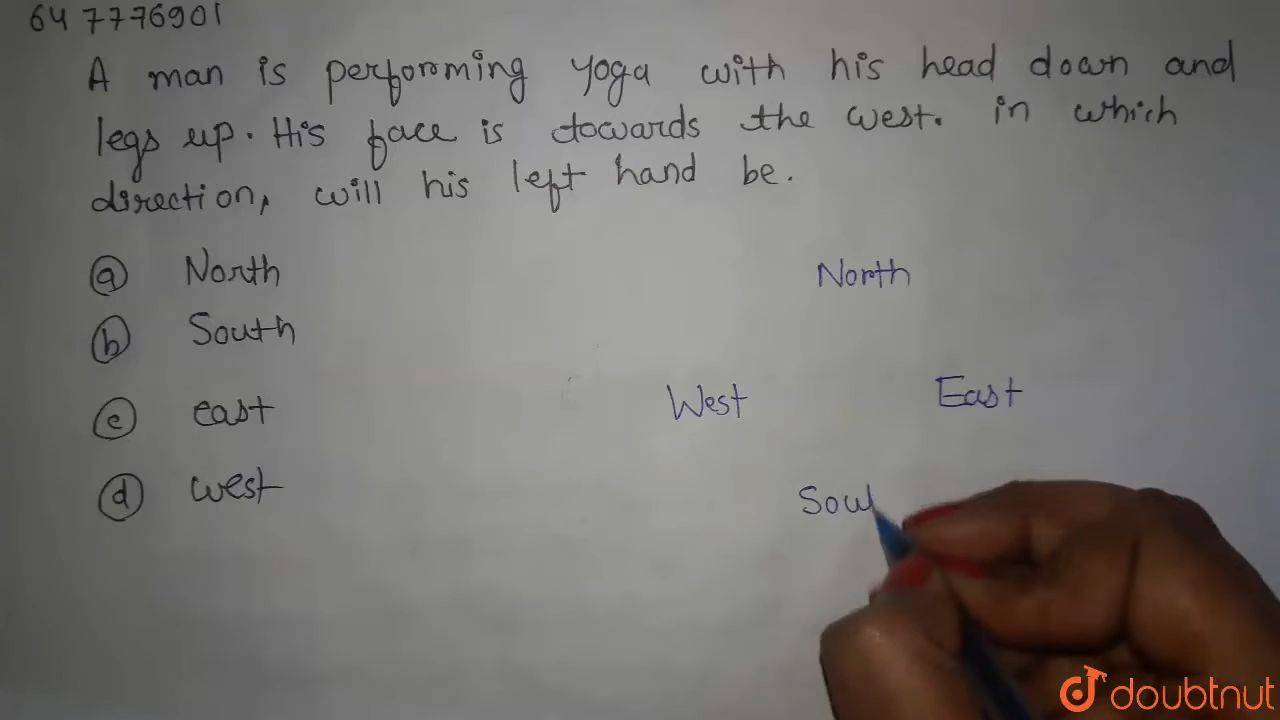 64 7776901
A man is performing yoga with his head down and
legs up. His face is towards the west. in which
direction, will his left hand be.
(a) North
(b) South
(c) east
(d) west
North
West East
Sou
doubtnut